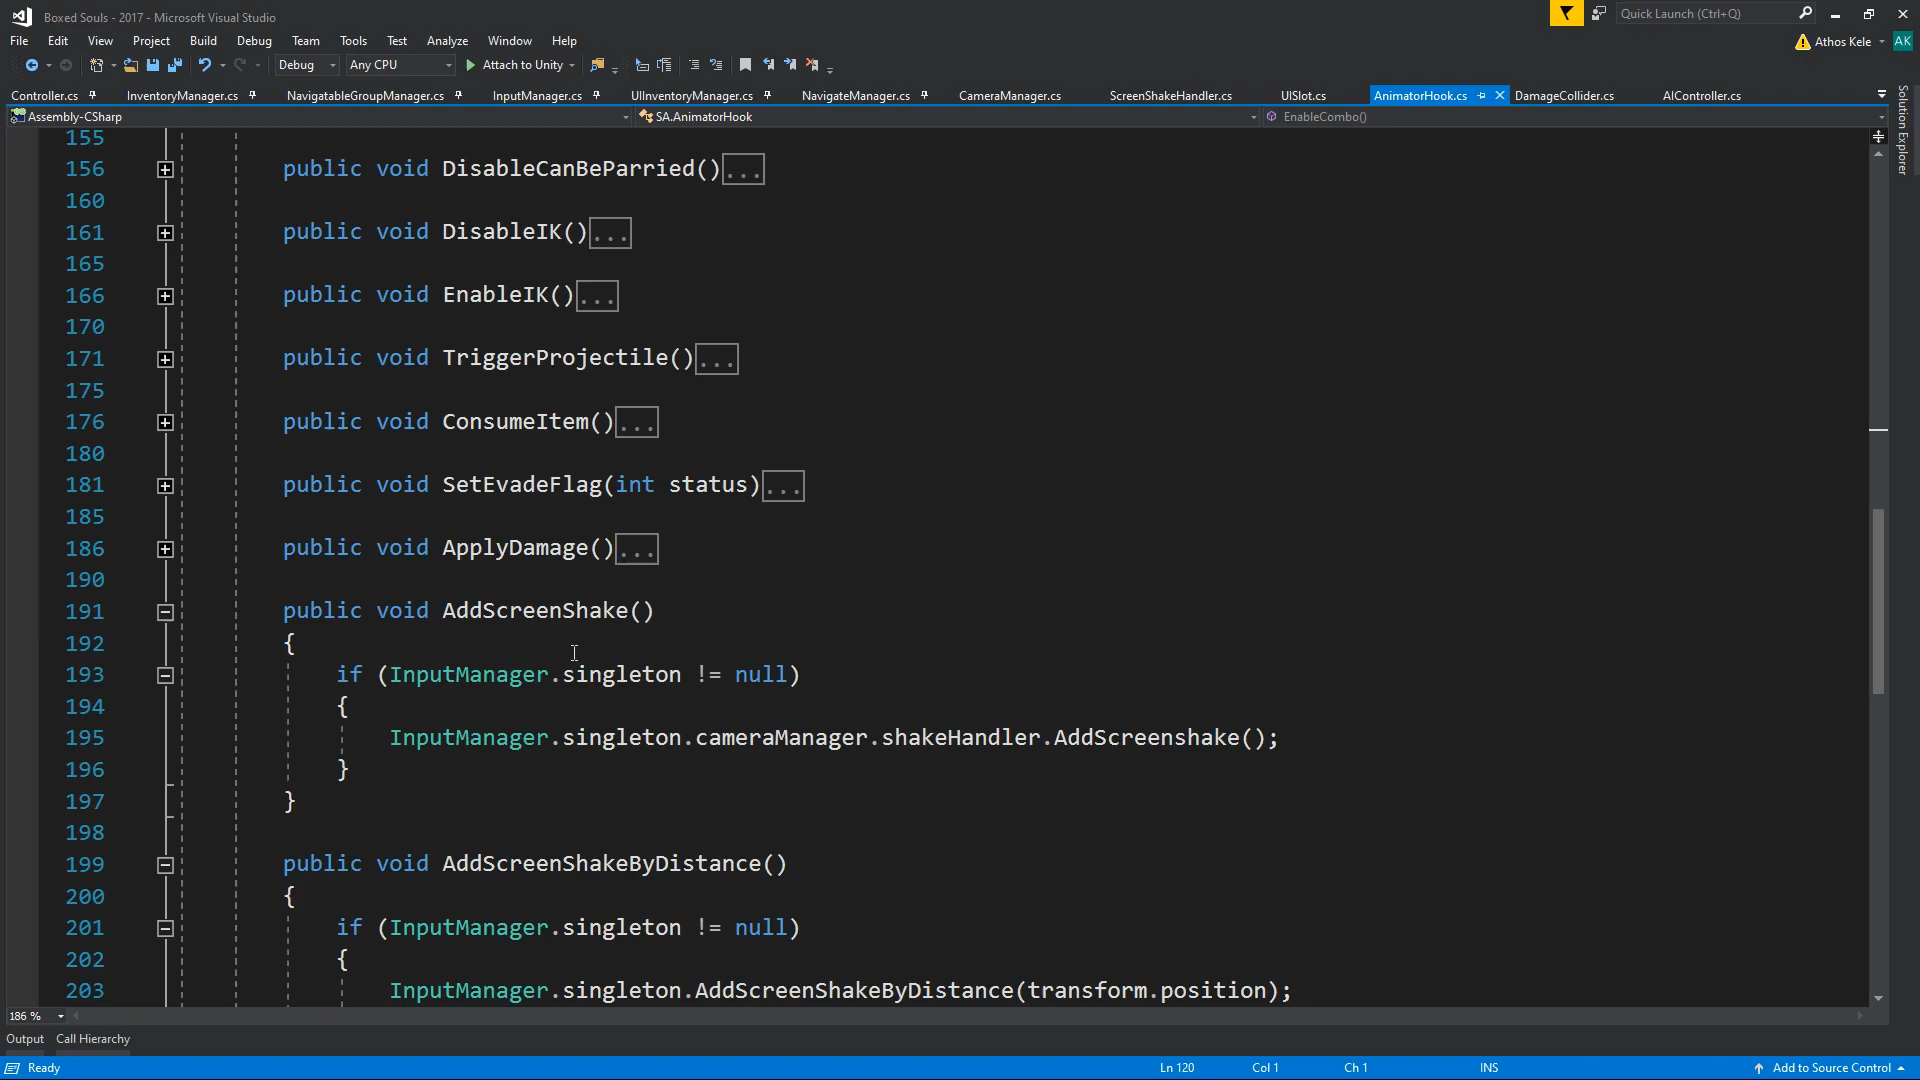 Boxed Souls - 2017 - Microsoft Visual Studio
Quick Launch (Ctrl+Q)
File Edit View Project Build Debug Team Tools Test Analyze Window Help
Athos Kele AK
Debug Any CPU Attach to Unity
Controller.cs InventoryManager.cs NavigatableGroupManager.cs InputManager.cs UIInventoryManager.cs NavigateManager.cs CameraManager.cs ScreenShakeHandler.cs UISlot.cs AnimatorHook.cs DamageCollider.cs AIController.cs
Solution Explorer
Assembly-CSharp SA.AnimatorHook EnableCombo()
155
156 public void DisableCanBeParried()...
160
161 public void DisableIK()...
165
166 public void EnableIK()...
170
171 public void TriggerProjectile()...
175
176 public void ConsumeItem()...
180
181 public void SetEvadeFlag(int status)...
185
186 public void ApplyDamage()...
190
191 public void AddScreenShake()
192 {
193 if (InputManager.singleton != null)
194 {
195 InputManager.singleton.cameraManager.shakeHandler.AddScreenshake();
196 }
197 }
198
199 public void AddScreenShakeByDistance()
200 {
201 if (InputManager.singleton != null)
202 {
203 InputManager.singleton.AddScreenShakeByDistance(transform.position);
186 %
Output Call Hierarchy
Ready Ln 120 Col 1 Ch 1 INS Add to Source Control